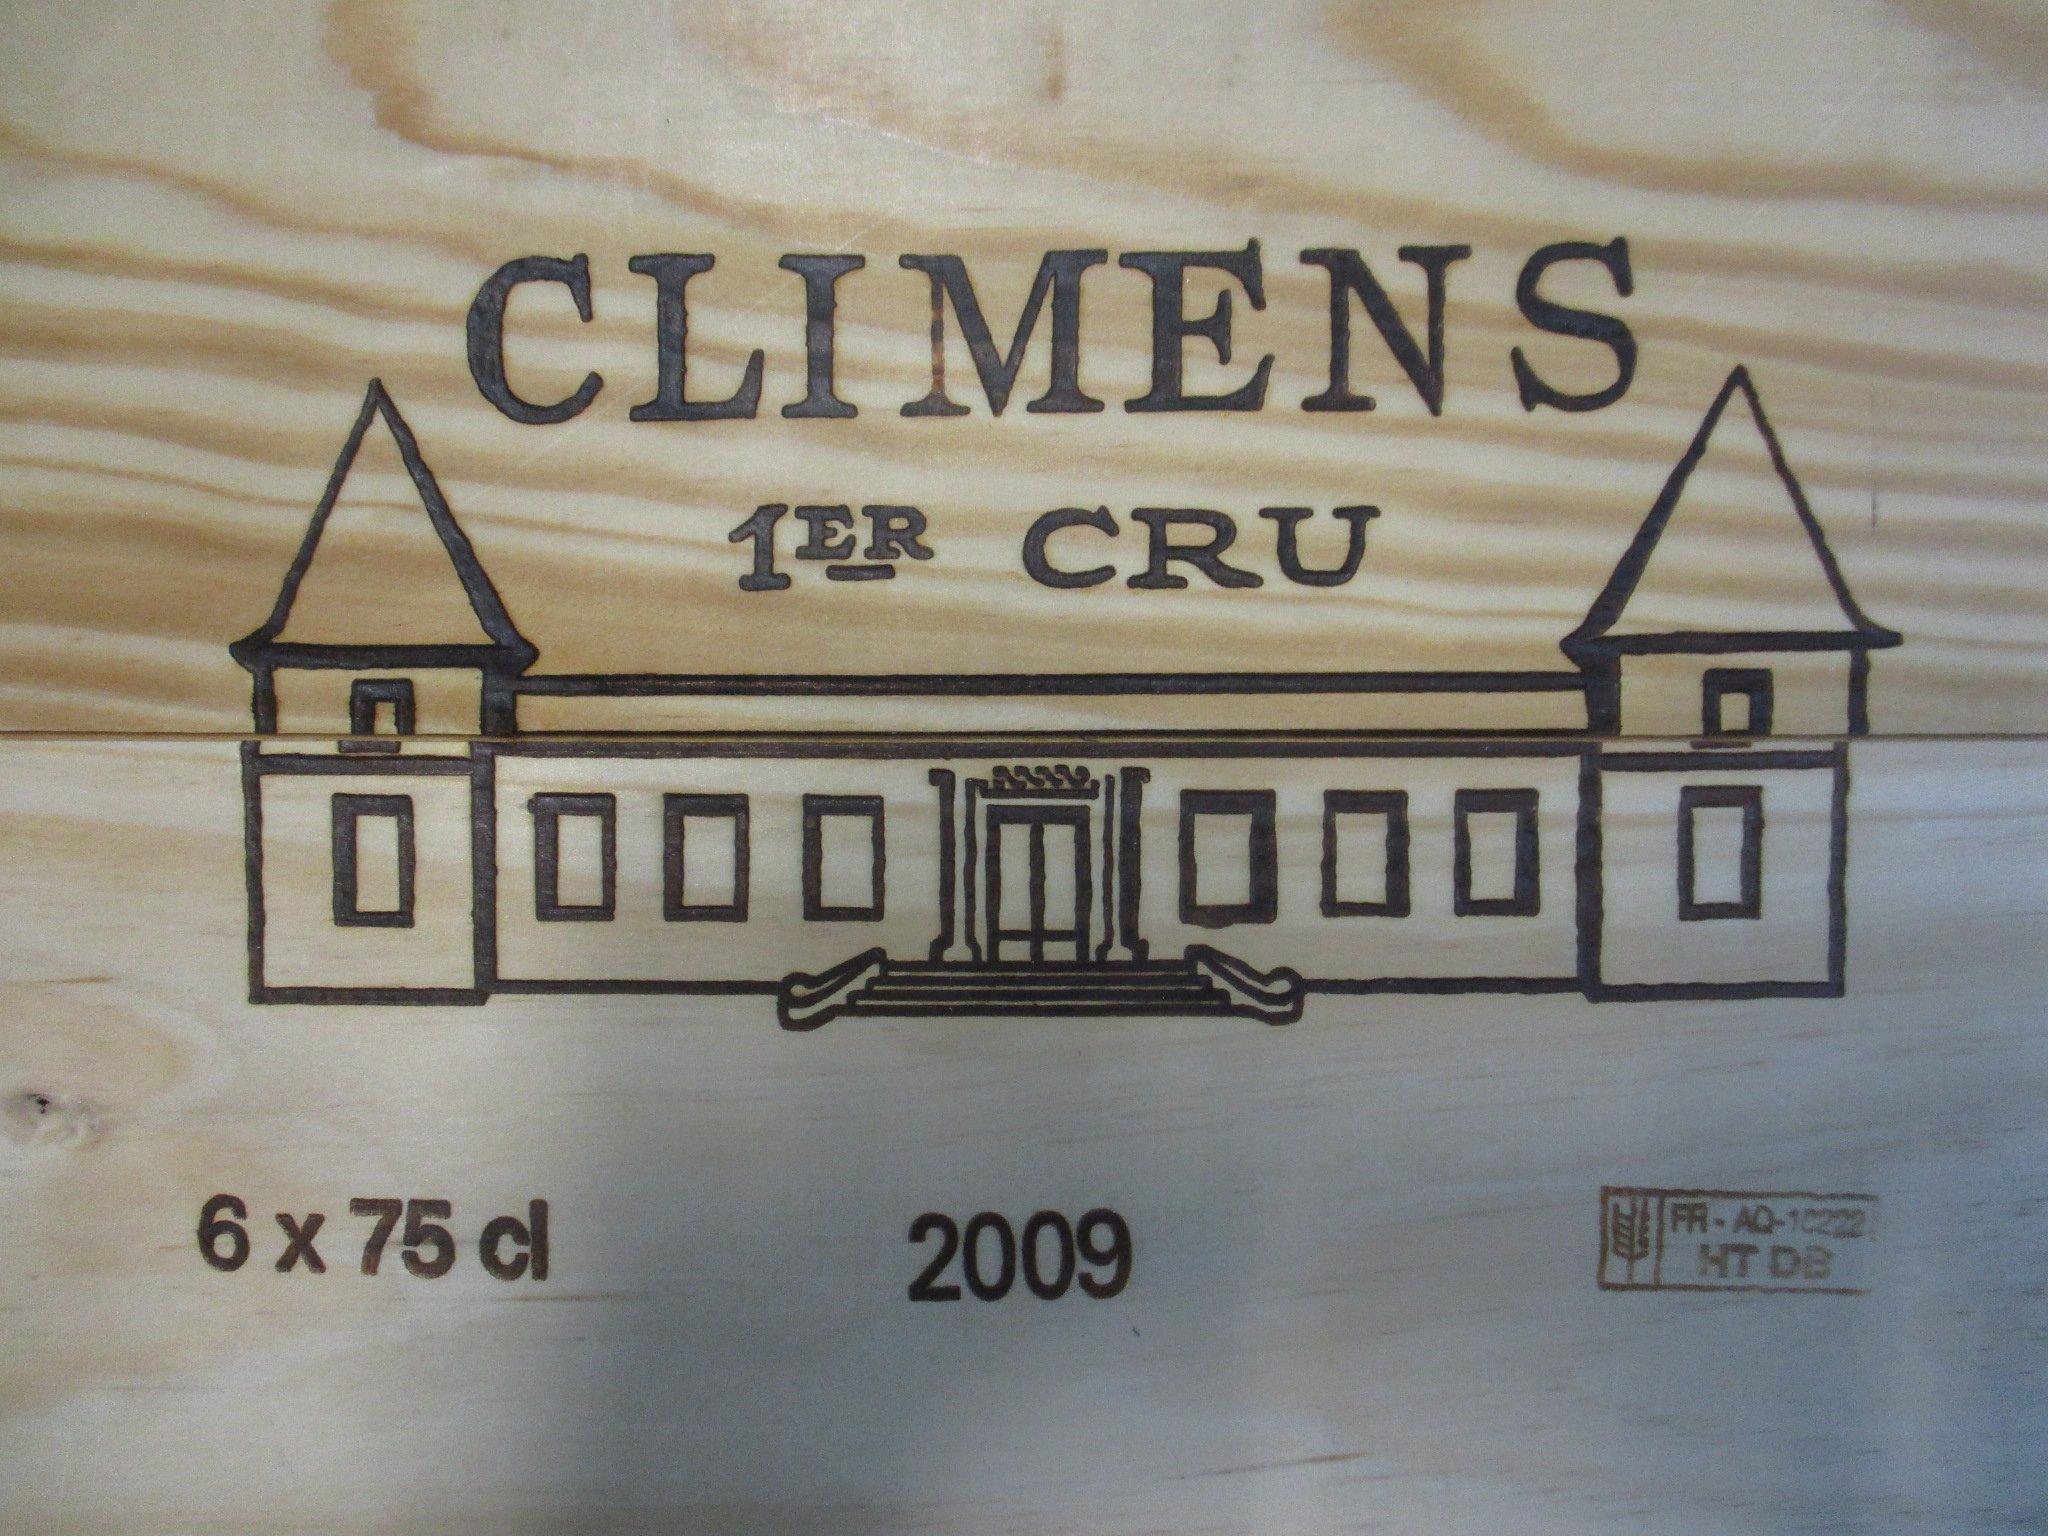 CLIMENS
1ER CRU
6 x 75 cl
2009
FR - AQ-10222
HT DB